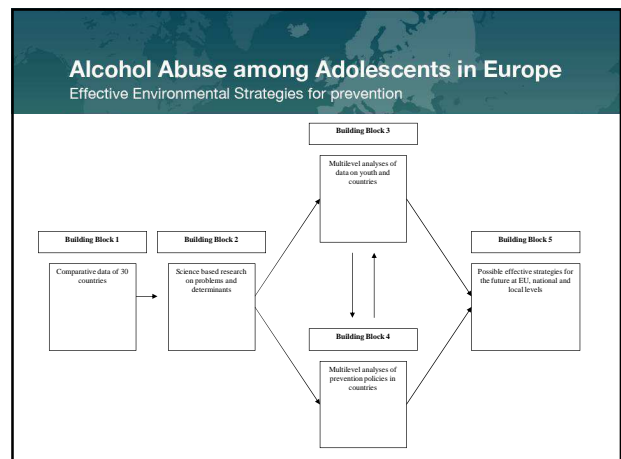 Alcohol Abuse among Adolescents in Europe
Effective Environmental Strategies for prevention
Building Block 3
Multilevel analyses of
data on youth and
countries
Building Block 1
Comparative data of 30
countries
Building Block 2
Science based research
on problems and
determinants
Building Block 5
Possible effective strategies for
the future at EU, national and
local levels
Building Block 4
Multilevel analyses of
prevention policies in
countries